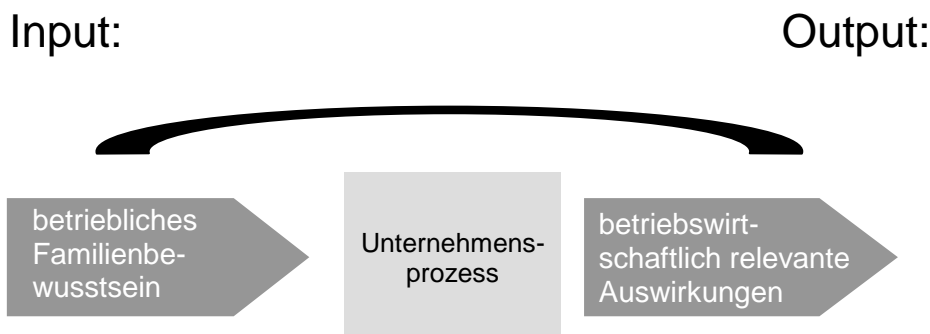 Input:
Output:
betriebliches
Familienbe-
wusstsein
Unternehmens-
prozess
betriebswirt-
schaftlich relevante
Auswirkungen